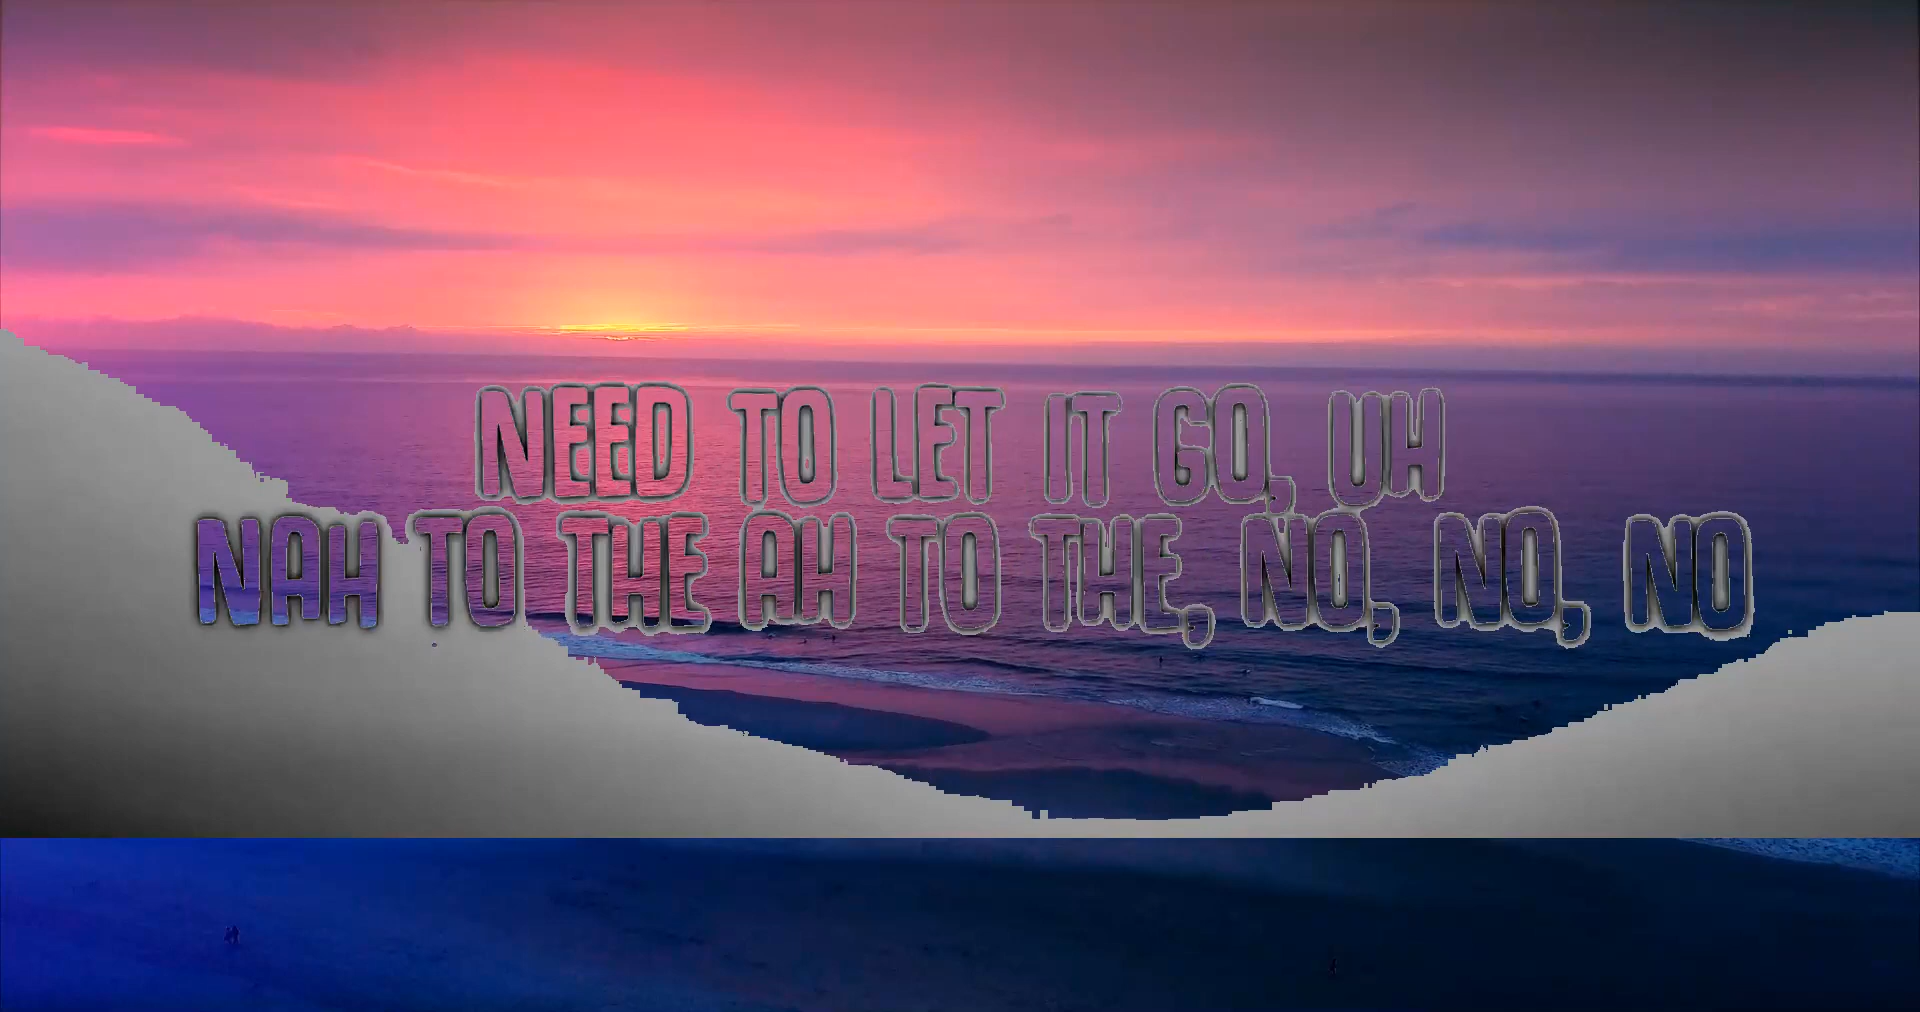 NEED TO LET IT GO, UH
NAH TO THE AH TO THE, NO, NO, NO